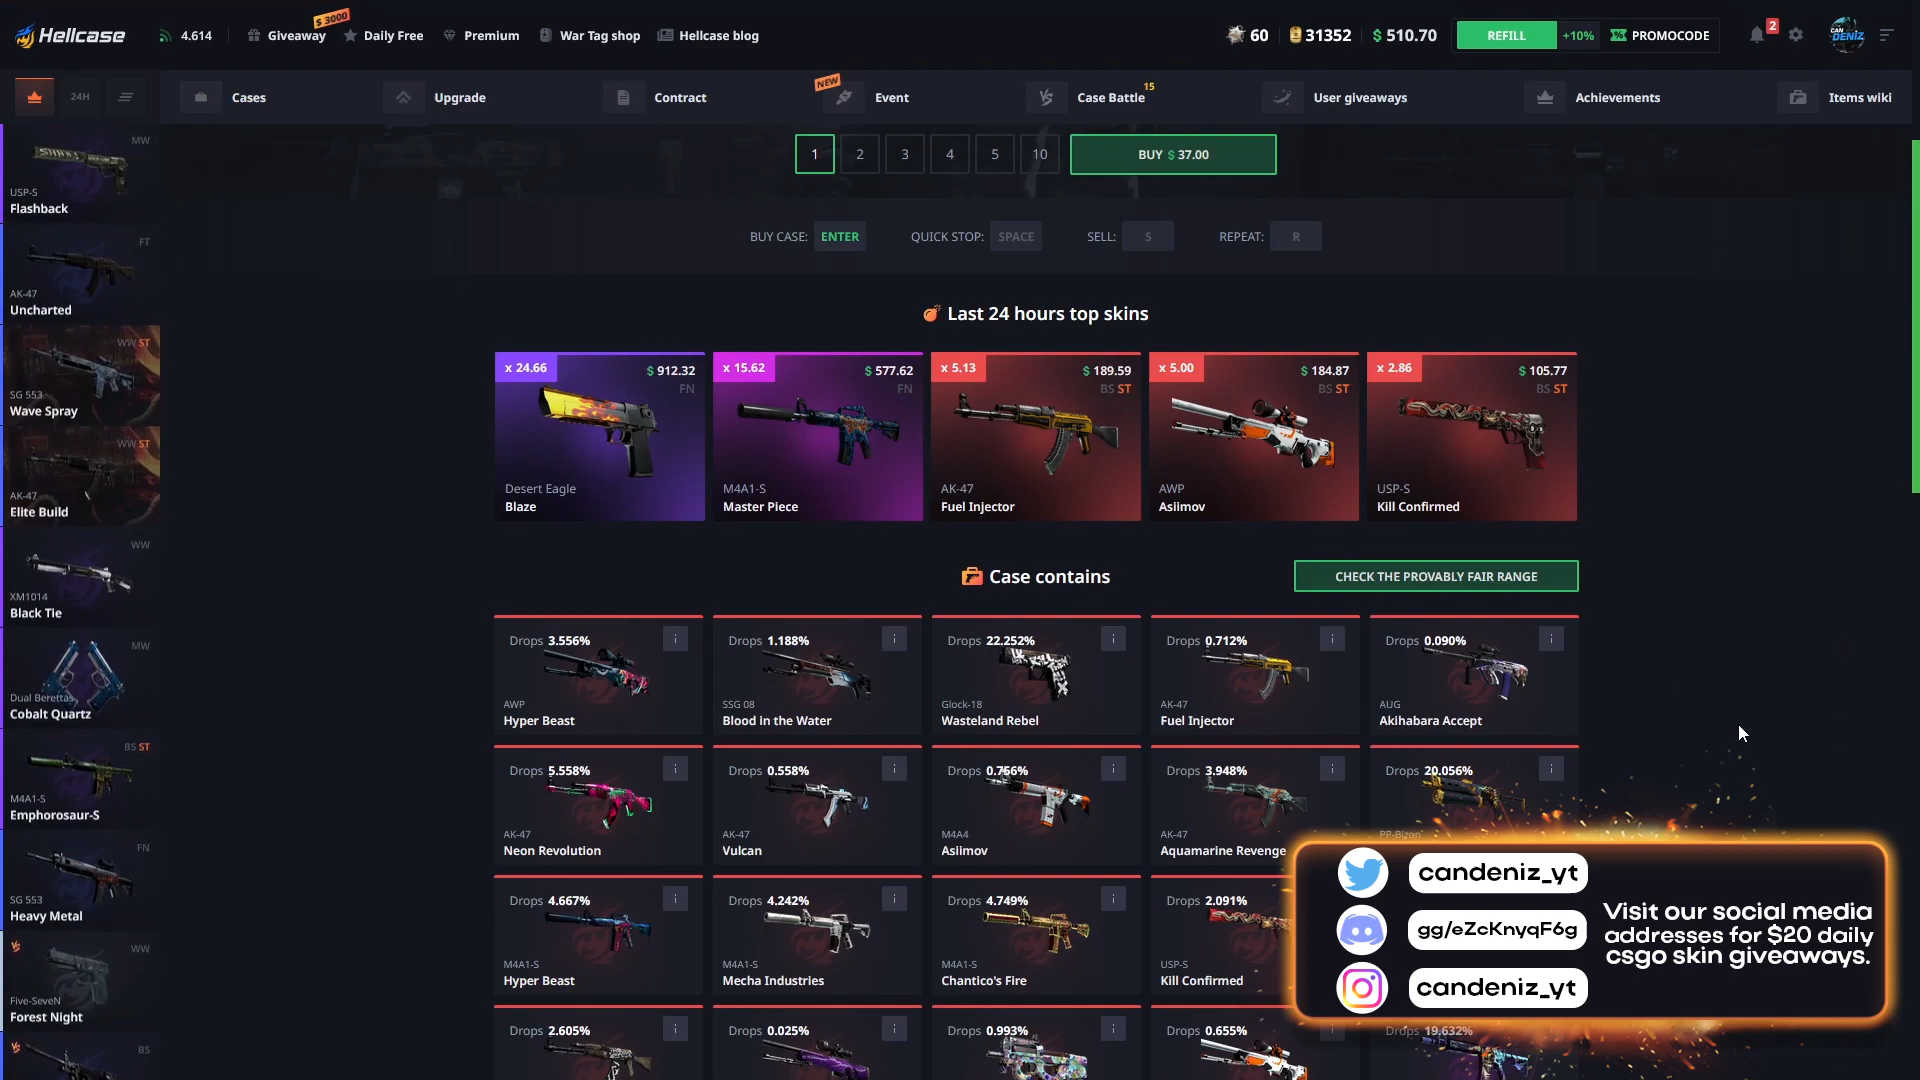 Hellcase
4.614
Giveaway
$ 3000
Daily Free
Premium
War Tag shop
Hellcase blog
60
31352
$ 510.70
REFILL
+10%
PROMOCODE
2
CAN DENIZ
24H
Cases
Upgrade
Contract
NEW
Event
Case Battle
15
User giveaways
Achievements
Items wiki
MW
USP-S
Flashback
FT
AK-47
Uncharted
WW ST
SG 553
Wave Spray
WW ST
AK-47
Elite Build
WW
XM1014
Black Tie
MW
Dual Berettas
Cobalt Quartz
BS ST
M4A1-S
Emphorosaur-S
FN
SG 553
Heavy Metal
WW
Five-SeveN
Forest Night
BS
1 2 3 4 5 10
BUY $ 37.00
BUY CASE: ENTER QUICK STOP: SPACE SELL: S REPEAT: R
Last 24 hours top skins
x 24.66 $ 912.32
FN
Desert Eagle
Blaze
x 15.62 $ 577.62
FN
M4A1-S
Master Piece
x 5.13 $ 189.59
BS ST
AK-47
Fuel Injector
x 5.00 $ 184.87
BS ST
AWP
Asiimov
x 2.86 $ 105.77
BS ST
USP-S
Kill Confirmed
Case contains
CHECK THE PROVABLY FAIR RANGE
Drops 3.556%
AWP
Hyper Beast
Drops 1.188%
SSG 08
Blood in the Water
Drops 22.252%
Glock-18
Wasteland Rebel
Drops 0.712%
AK-47
Fuel Injector
Drops 0.090%
AUG
Akihabara Accept
Drops 5.558%
AK-47
Neon Revolution
Drops 0.558%
AK-47
Vulcan
Drops 0.756%
M4A4
Asiimov
Drops 3.948%
AK-47
Aquamarine Revenge
Drops 20.056%
PP-Bizon
Drops 4.667%
M4A1-S
Hyper Beast
Drops 4.242%
M4A1-S
Mecha Industries
Drops 4.749%
M4A1-S
Chantico's Fire
Drops 2.091%
USP-S
Kill Confirmed
Drops 2.605%
Drops 0.025%
Drops 0.993%
Drops 0.655%
Drops 19.632%
candeniz_yt
gg/eZcKnyqF6g
candeniz_yt
Visit our social media
addresses for $20 daily
csgo skin giveaways.